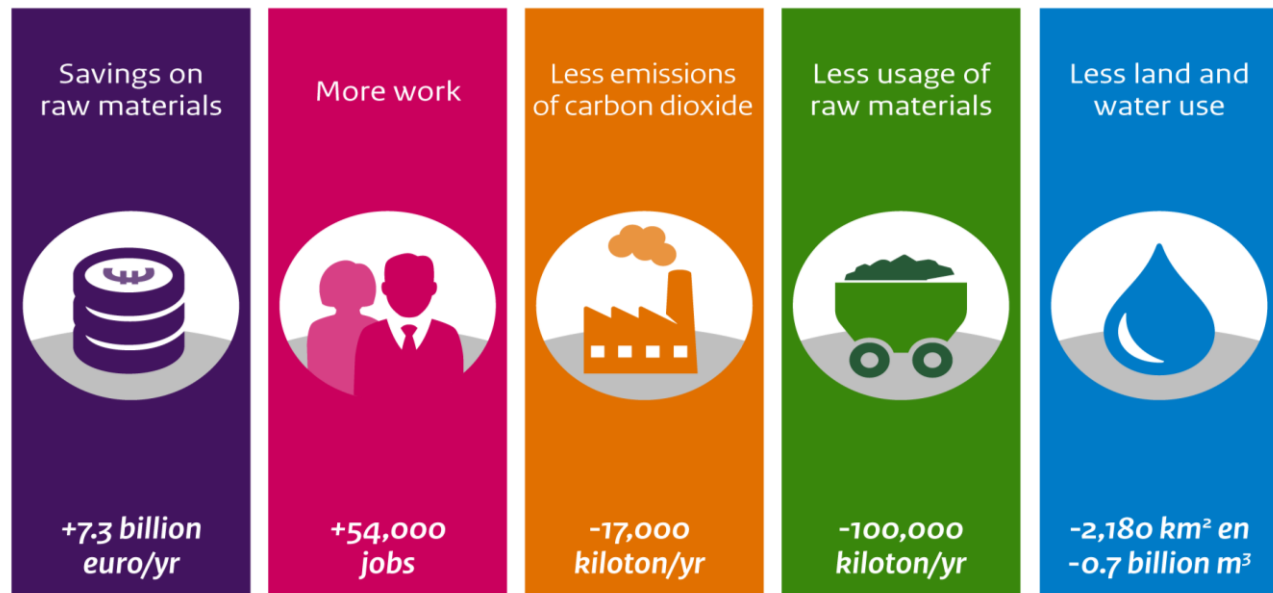 Savings on
raw materials
+7.3 billion
euro/yr
More work
+54,000
jobs
Less emissions
of carbon dioxide
-17,000
kiloton/yr
Less usage of
raw materials
-100,000
kiloton/yr
Less land and
water use
-2,180 km² en
-0.7 billion m³